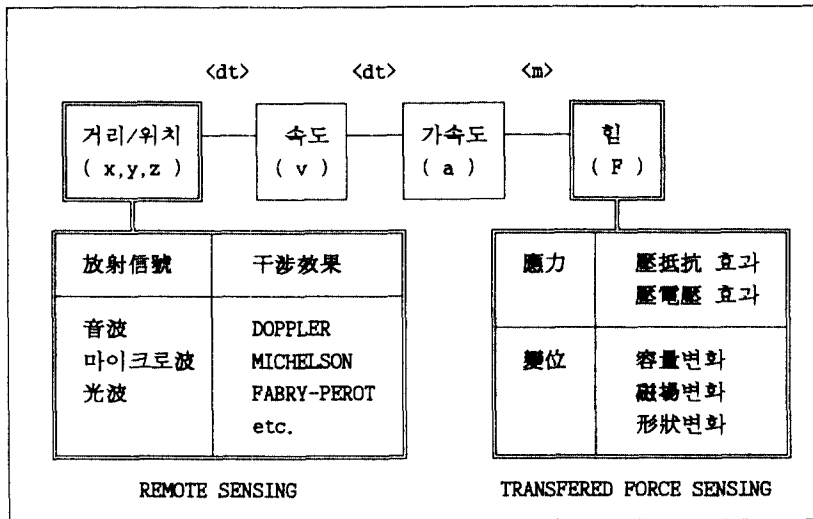 <dt> <dt> <m>
거리/위치 속도 가속도 힘
( x,y,z ) ( v ) ( a ) ( F )
放射信號 干涉效果
音波 DOPPLER
마이크로波 MICHELSON
光波 FABRY-PEROT
etc.
REMOTE SENSING
應力 壓抵抗 효과
壓電壓 효과
變位 容量변화
磁場변화
形狀변화
TRANSFERED FORCE SENSING